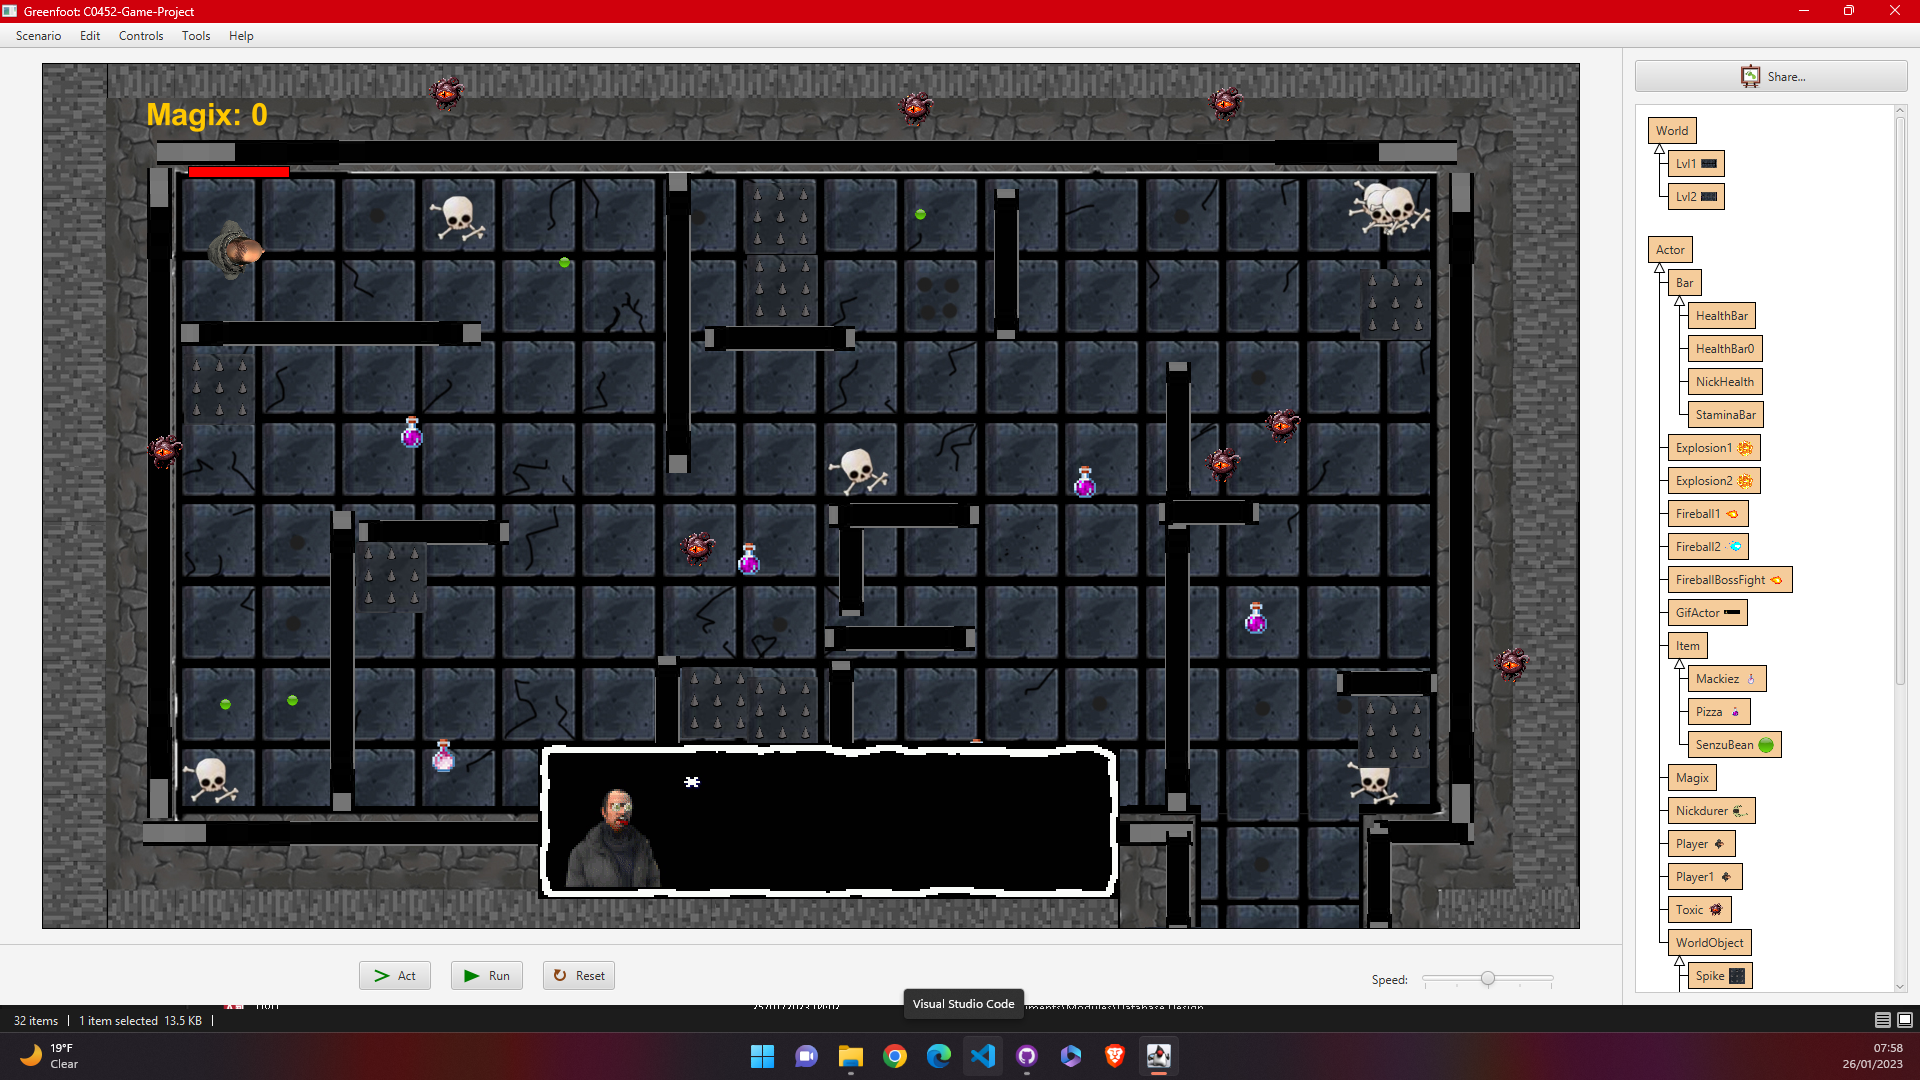 Greenfoot: C0452-Game-Project
Scenario Edit Controls Tools Help
Share...
Magix: 0
World
Lvl1
Lvl2
Actor
Bar
HealthBar
HealthBar0
NickHealth
StaminaBar
Explosion1
Explosion2
Fireball1
Fireball2
FireballBossFight
GifActor
Item
Mackiez
Pizza
SenzuBean
Magix
Nickdurer
Player
Player1
Toxic
WorldObject
Spike
Act Run Reset
Speed:
Visual Studio Code
32 items 1 item selected 13.5 KB
19°F
Clear
07:58
26/01/2023